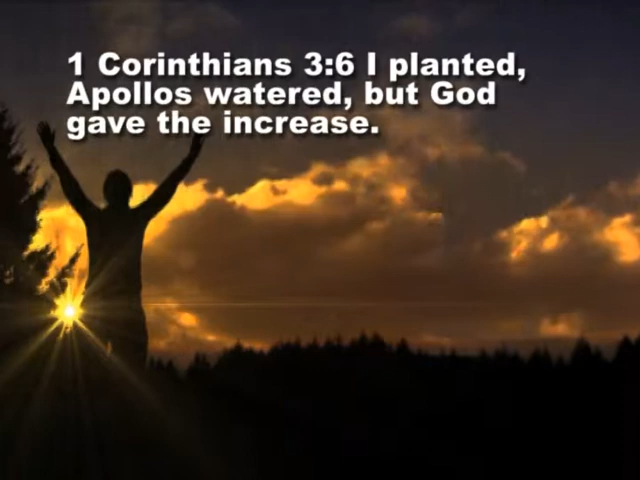 1 Corinthians 3:6 I planted,
Apollos watered, but God
gave the increase.